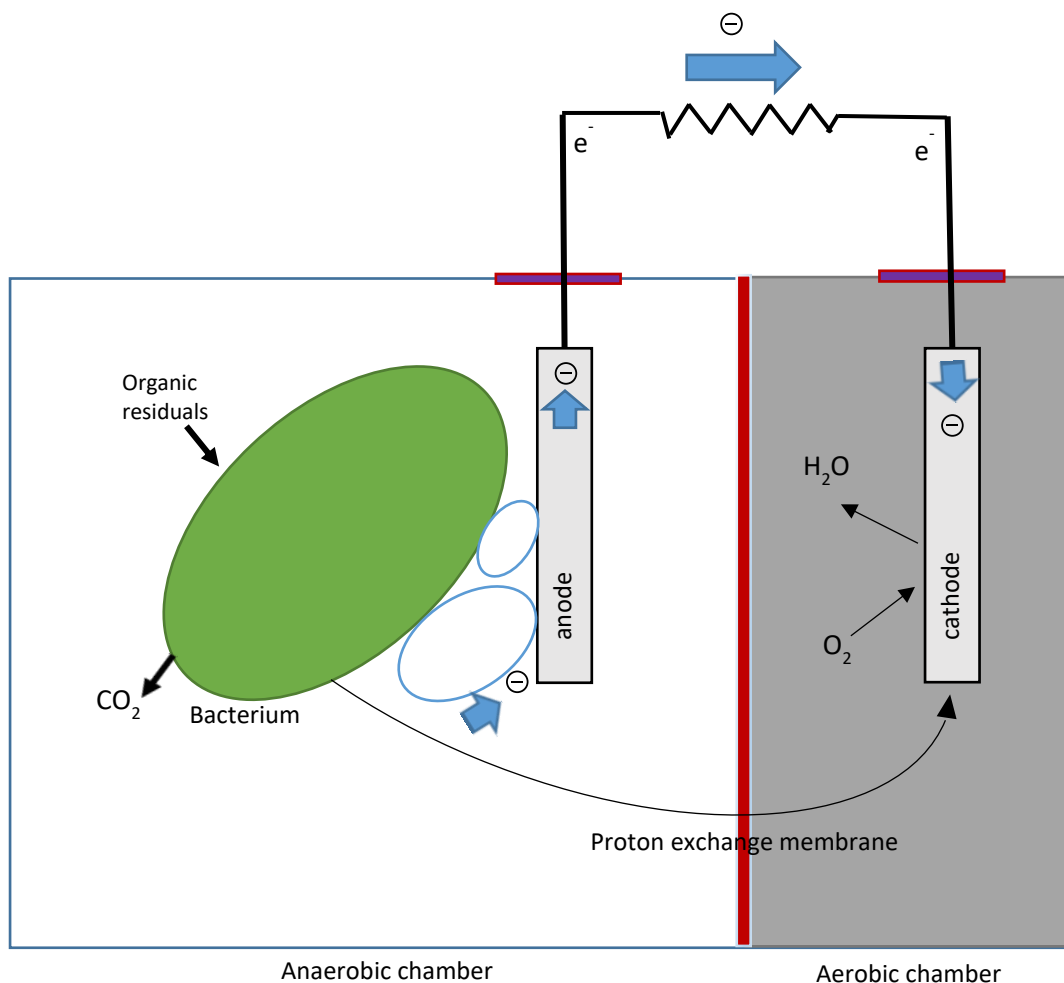 ⊖
e⁻
e⁻
Organic
residuals
⊖
⊖
H₂O
anode
cathode
O₂
⊖
CO₂
Bacterium
Proton exchange membrane
Anaerobic chamber
Aerobic chamber